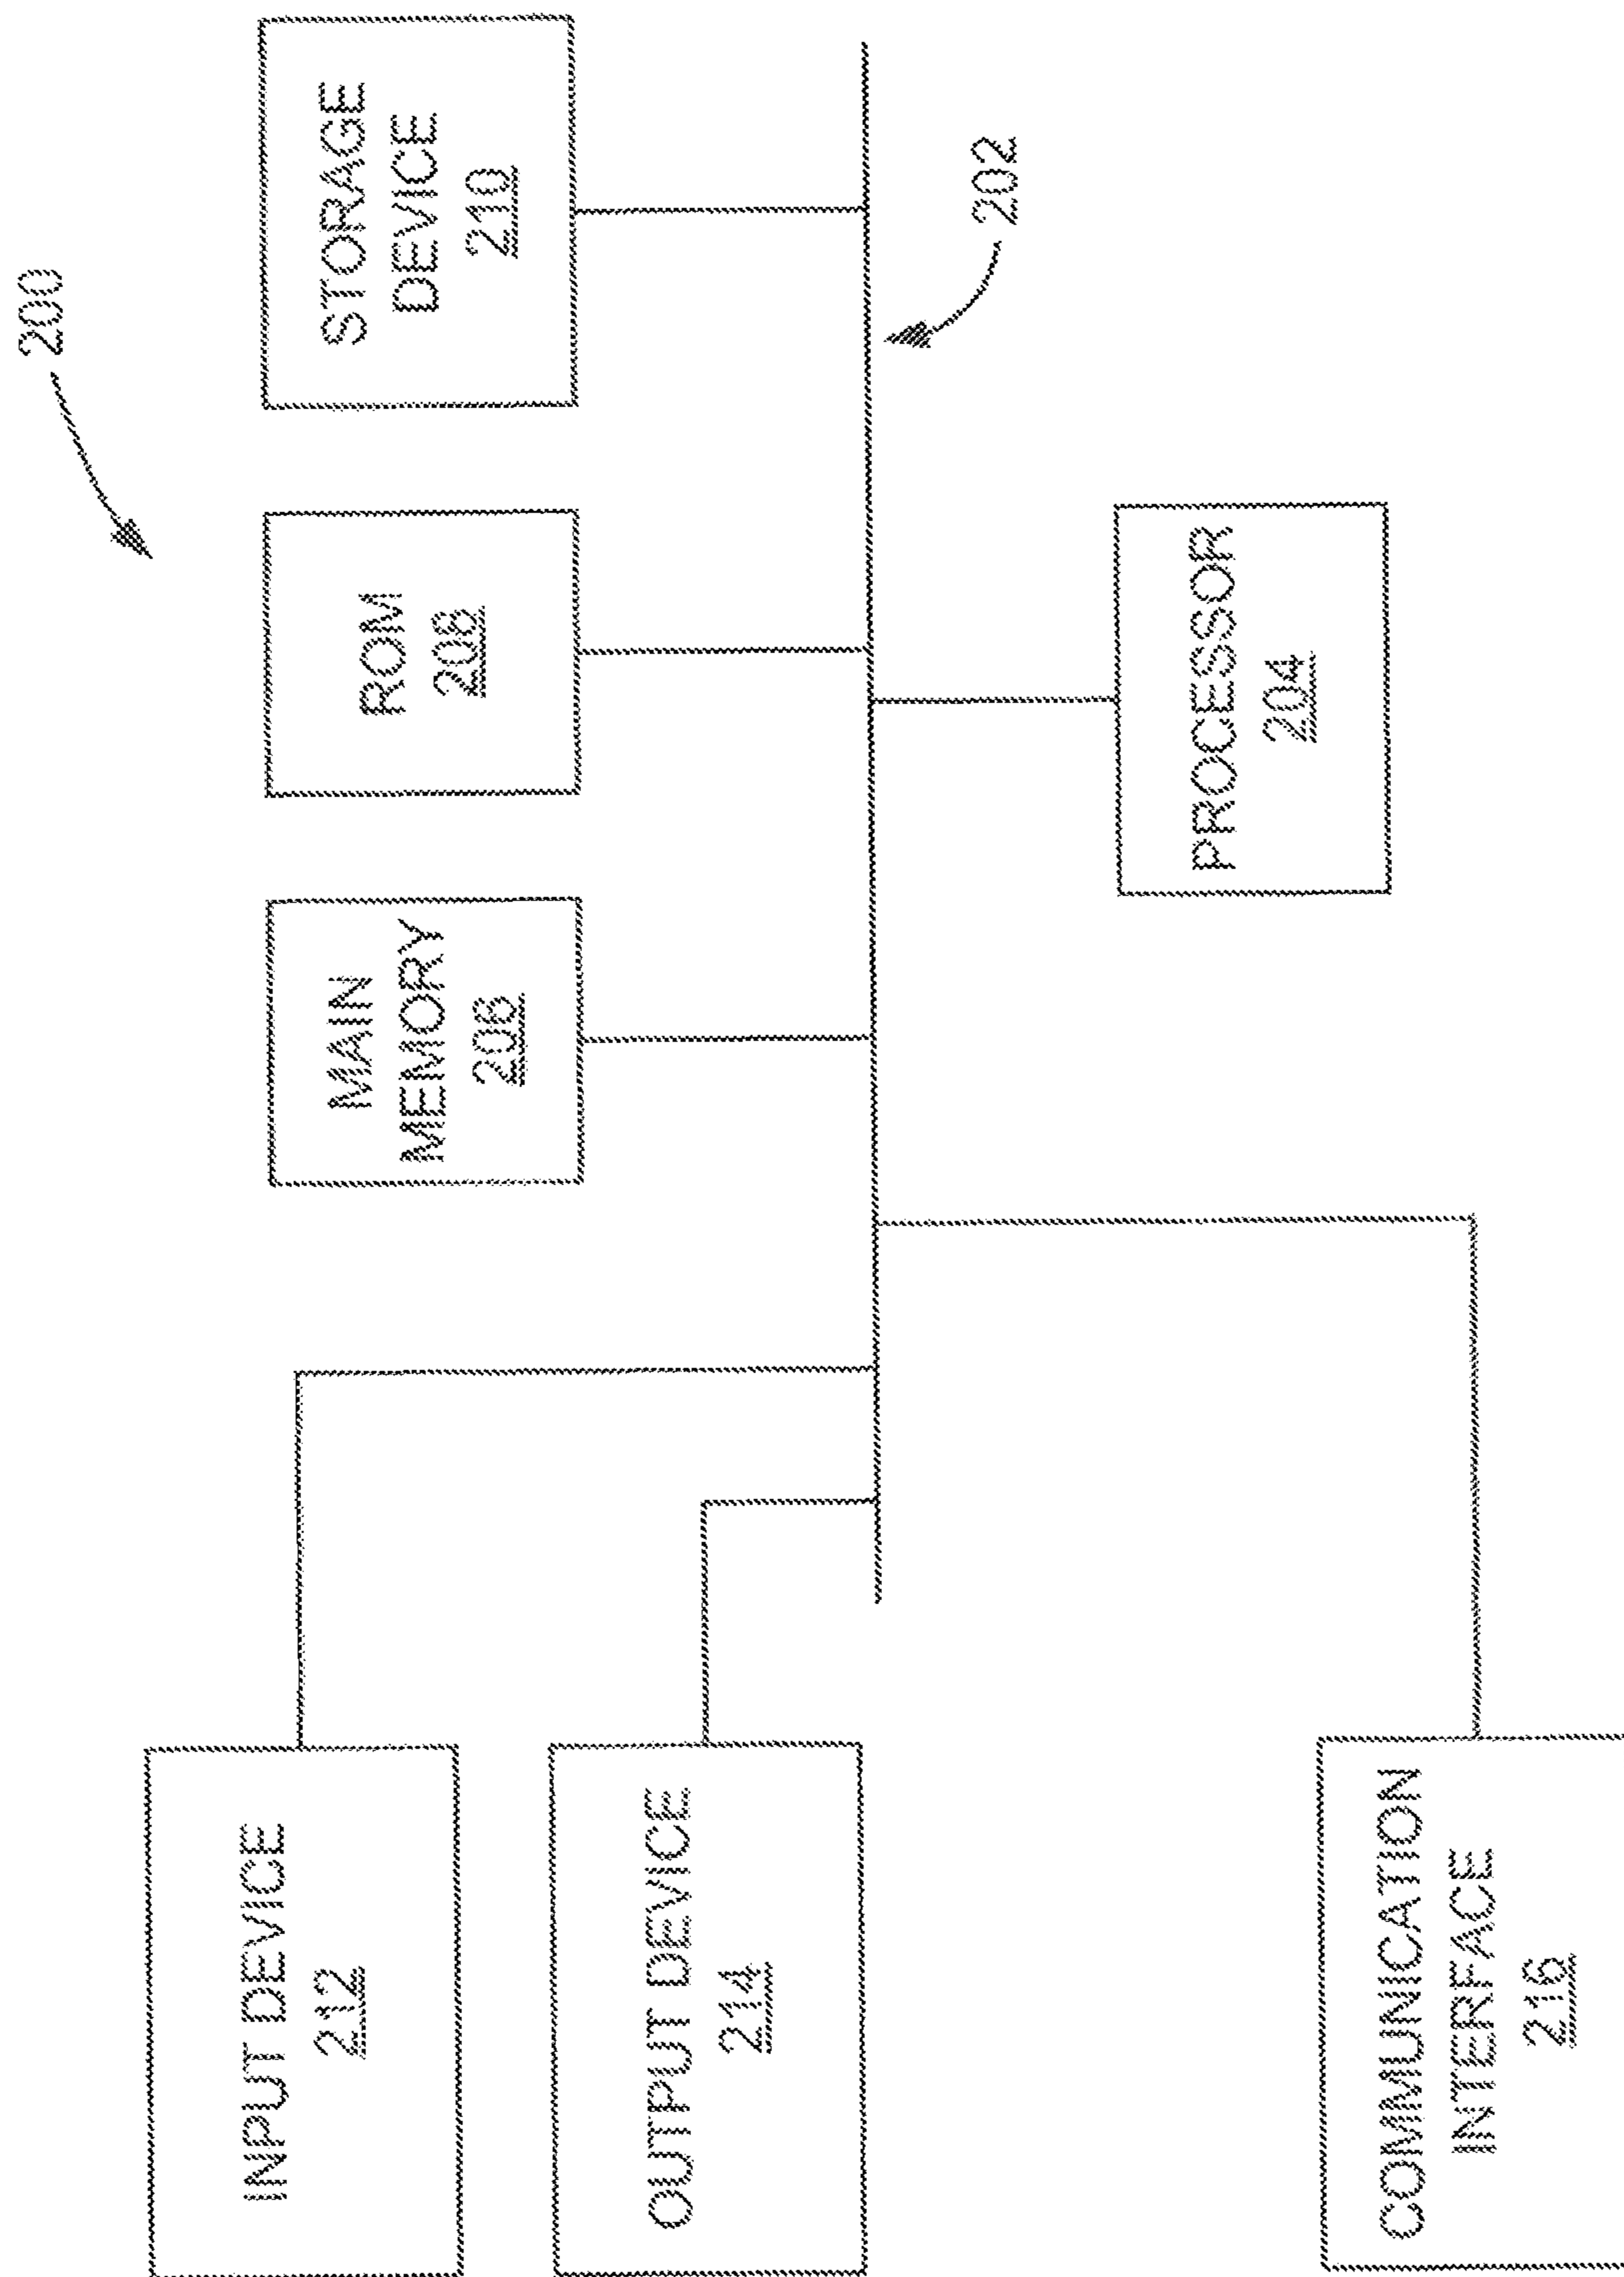 200
INPUT DEVICE
212
MAIN
MEMORY
206
ROM
208
STORAGE
DEVICE
210
OUTPUT DEVICE
214
202
COMMUNICATION
INTERFACE
216
PROCESSOR
204